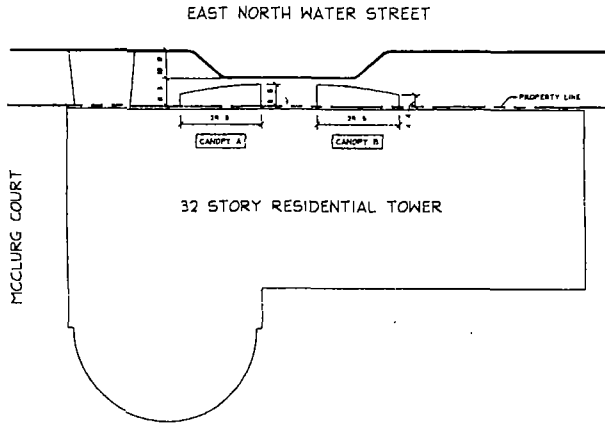 EAST NORTH WATER STREET
PROPERTY LINE
CANOPY A
CANOPY B
32 STORY RESIDENTIAL TOWER
MCCLURG COURT